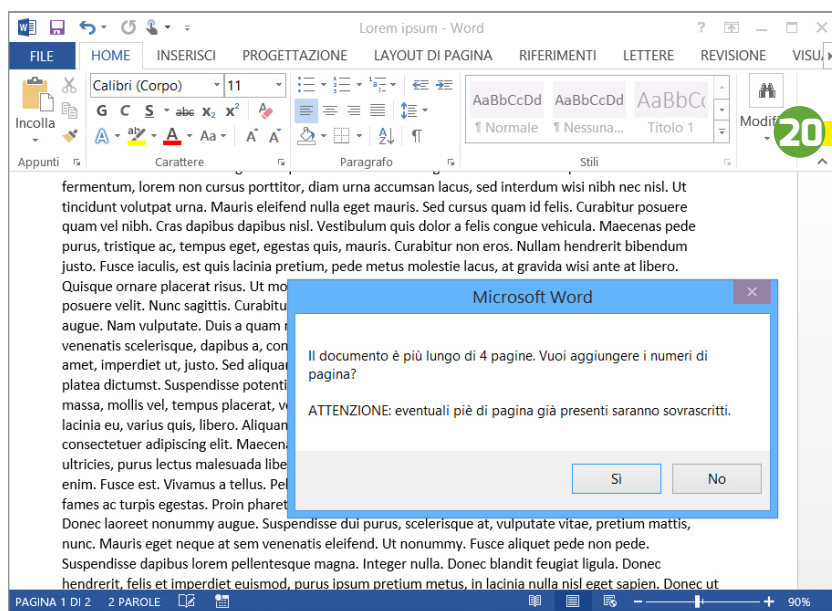 Lorem ipsum - Word
FILE HOME INSERISCI PROGETTAZIONE LAYOUT DI PAGINA RIFERIMENTI LETTERE REVISIONE
Calibri (Corpo) 11
G C S abc X₂ X²
A ab A Aa A A
Incolla
AaBbCcDd AaBbCcDd AaBbC
¶ Normale ¶ Nessuna... Titolo 1
20
Appunti Carattere Paragrafo Stili
fermentum, lorem non cursus porttitor, diam urna accumsan lacus, sed interdum wisi nibh nec nisl. Ut
tincidunt volutpat urna. Mauris eleifend nulla eget mauris. Sed cursus quam id felis. Curabitur posuere
quam vel nibh. Cras dapibus dapibus nisl. Vestibulum quis dolor a felis congue vehicula. Maecenas pede
purus, tristique ac, tempus eget, egestas quis, mauris. Curabitur non eros. Nullam hendrerit bibendum
justo. Fusce iaculis, est quis lacinia pretium, pede metus molestie lacus, at gravida wisi ante at libero.
Quisque ornare placerat risus. Ut mo
posuere velit. Nunc sagittis. Curabitu
augue. Nam vulputate. Duis a quam
venenatis scelerisque, dapibus a, con
amet, imperdiet ut, justo. Sed aliqua
platea dictumst. Suspendisse potenti
massa, mollis vel, tempus placerat, v
lacinia eu, varius quis, libero. Aliquan
consectetuer adipiscing elit. Maecen
ultricies, purus lectus malesuada libe
enim. Fusce est. Vivamus a tellus. Pel
fames ac turpis egestas. Proin pharet
Microsoft Word
Il documento è più lungo di 4 pagine. Vuoi aggiungere i numeri di
pagina?
ATTENZIONE: eventuali piè di pagina già presenti saranno sovrascritti.
Sì No
Donec laoreet nonummy augue. Suspendisse dui purus, scelerisque at, vulputate vitae, pretium mattis,
nunc. Mauris eget neque at sem venenatis eleifend. Ut nonummy. Fusce aliquet pede non pede.
Suspendisse dapibus lorem pellentesque magna. Integer nulla. Donec blandit feugiat ligula. Donec
hendrerit, felis et imperdiet euismod, purus ipsum pretium metus, in lacinia nulla nisl eget sapien. Donec ut
PAGINA 1 DI 2 2 PAROLE 90%